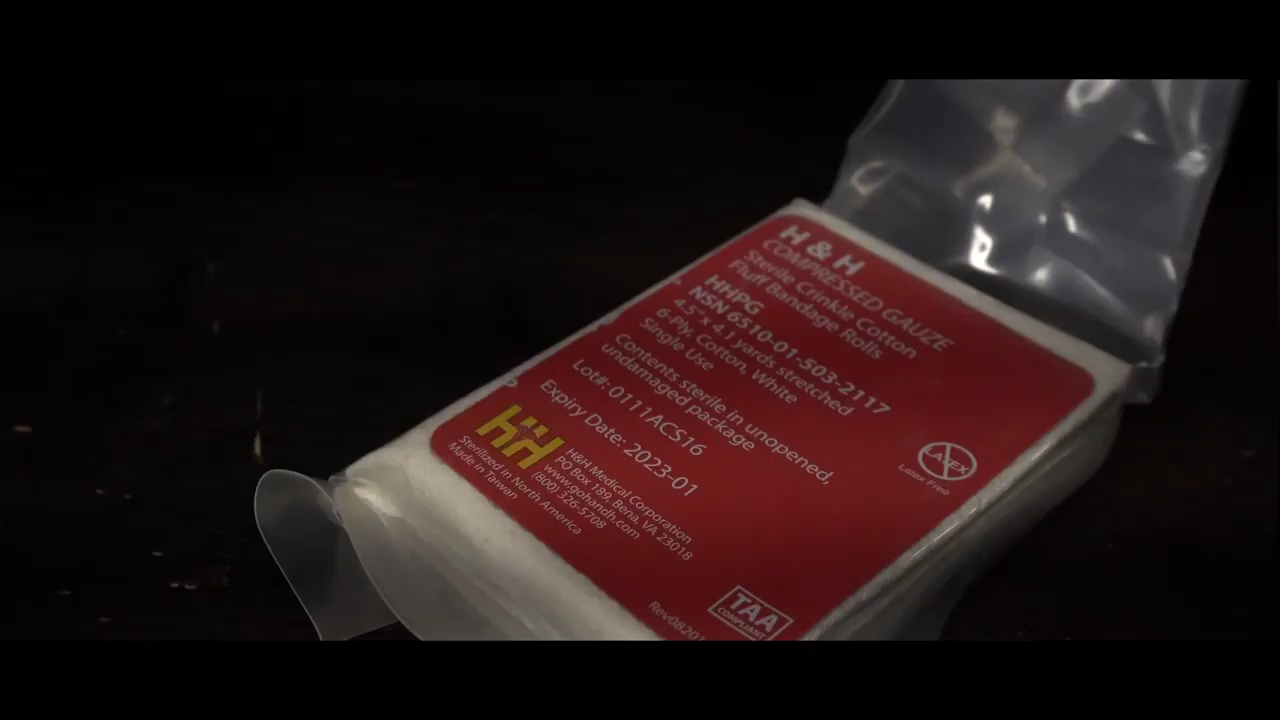 H & H
COMPRESSED GAUZE
Sterile Crinkle Cotton
Fluff Bandage Rolls
HHPG
NSN 6510-01-503-2117
4.5" X 4.1 yards stretched
6-Ply, Cotton, White
Single Use
Contents sterile in unopened,
undamaged package
Lot#: 0111ACS16
Expiry Date: 2023-01
LATEX
Latex Free
HH
H&H Medical Corporation
PO Box 189, Bena, VA 23018
www.gohandh.com
(800) 326-5708
Sterilized in North America
Made in Taiwan
TAA
COMPLIANT
Rev08201